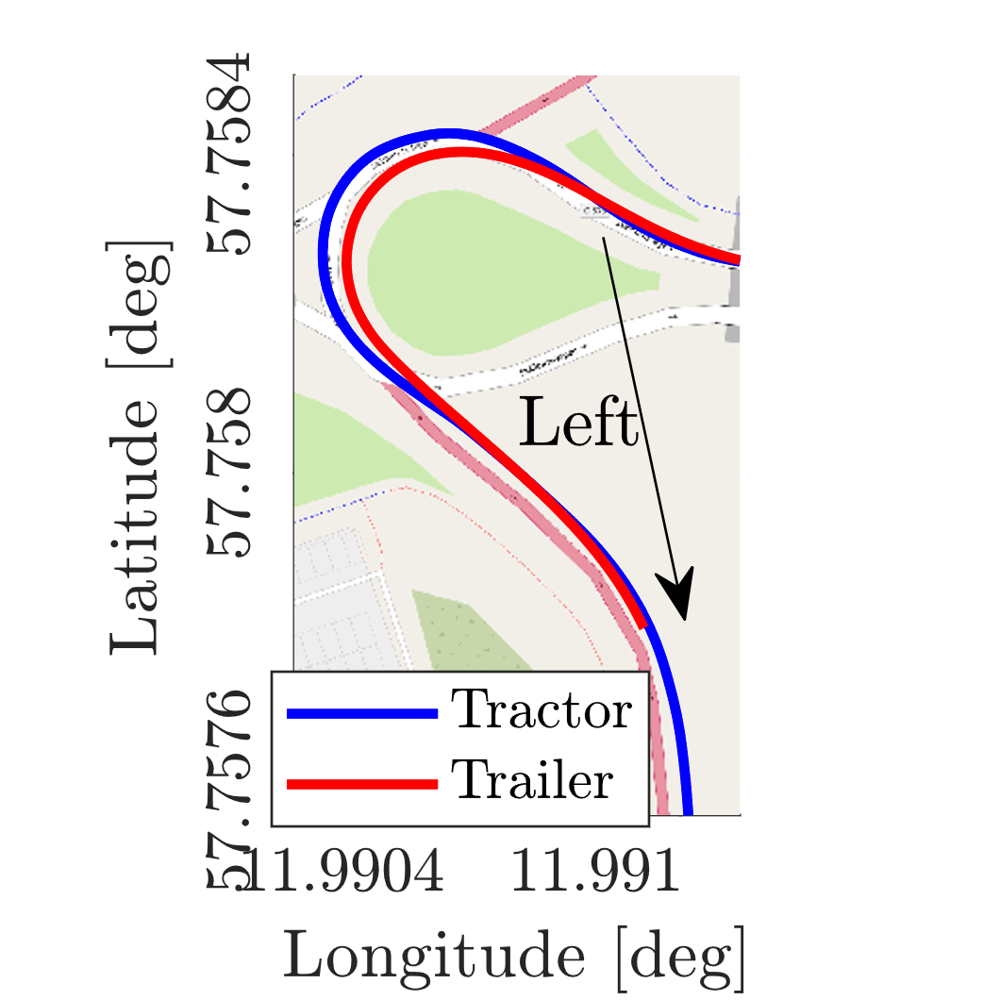 Latitude [deg]
57.7584
57.758
57.7576
Left
Tractor
Trailer
11.9904
11.991
Longitude [deg]